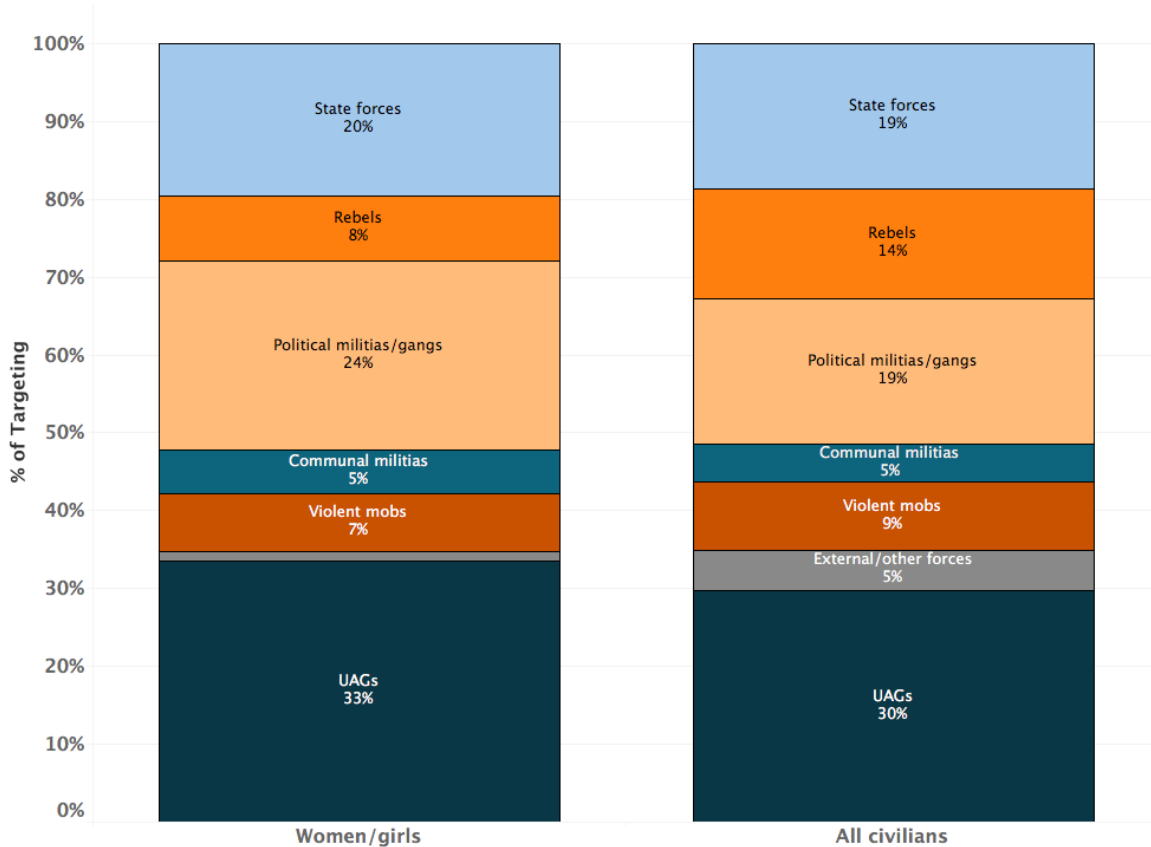 100%
90%
80%
70%
60%
50%
40%
30%
20%
10%
0%
% of Targeting
State forces
20%
Rebels
8%
Political militias/gangs
24%
Communal militias
5%
Violent mobs
7%
UAGs
33%
Women/girls
State forces
19%
Rebels
14%
Political militias/gangs
19%
Communal militias
5%
Violent mobs
9%
External/other forces
5%
UAGs
30%
All civilians